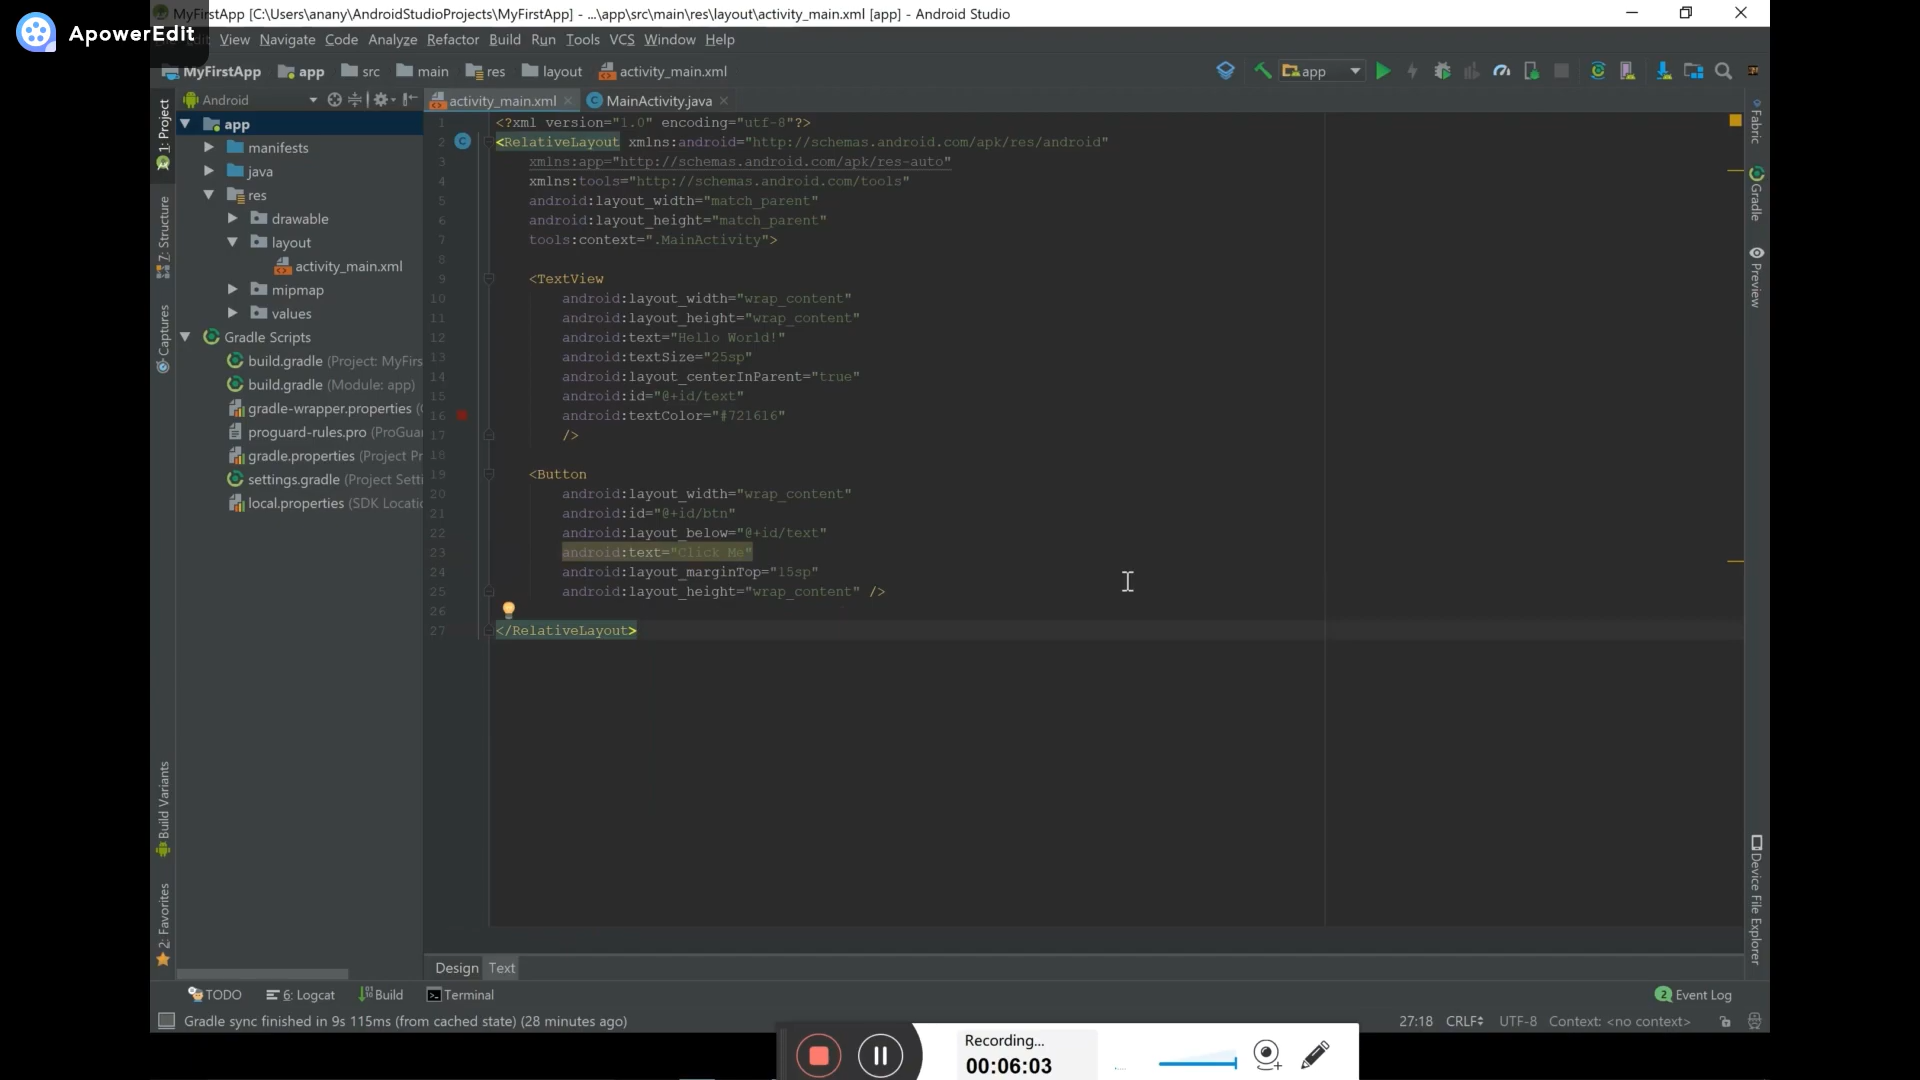 MyFirstApp [C:\Users\anany\AndroidStudioProjects\MyFirstApp] - ...\app\src\main\res\layout\activity_main.xml [app] - Android Studio
ApowerEdit
View Navigate Code Analyze Refactor Build Run Tools VCS Window Help
MyFirstApp app src main res layout activity_main.xml
app
Android
activity_main.xml
MainActivity.java
1: Project
7: Structure
Captures
Build Variants
2: Favorites
app
manifests
java
res
drawable
layout
activity_main.xml
mipmap
values
Gradle Scripts
build.gradle (Project: MyFirs
build.gradle (Module: app)
gradle-wrapper.properties (
proguard-rules.pro (ProGua
gradle.properties (Project Pr
settings.gradle (Project Setti
local.properties (SDK Locatic
1 <?xml version="1.0" encoding="utf-8"?>
2 <RelativeLayout xmlns:android="http://schemas.android.com/apk/res/android"
3 xmlns:app="http://schemas.android.com/apk/res-auto"
4 xmlns:tools="http://schemas.android.com/tools"
5 android:layout_width="match_parent"
6 android:layout_height="match_parent"
7 tools:context=".MainActivity">
8
9 <TextView
10 android:layout_width="wrap_content"
11 android:layout_height="wrap_content"
12 android:text="Hello World!"
13 android:textSize="25sp"
14 android:layout_centerInParent="true"
15 android:id="@+id/text"
16 android:textColor="#721616"
17 />
18
19 <Button
20 android:layout_width="wrap_content"
21 android:id="@+id/btn"
22 android:layout_below="@+id/text"
23 android:text="Click Me"
24 android:layout_marginTop="15sp"
25 android:layout_height="wrap_content" />
26
27 </RelativeLayout>
Fabric
Gradle
Preview
Device File Explorer
Design Text
TODO 6: Logcat Build Terminal
2 Event Log
Gradle sync finished in 9s 115ms (from cached state) (28 minutes ago)
27:18 CRLF UTF-8 Context: <no context>
Recording...
00:06:03